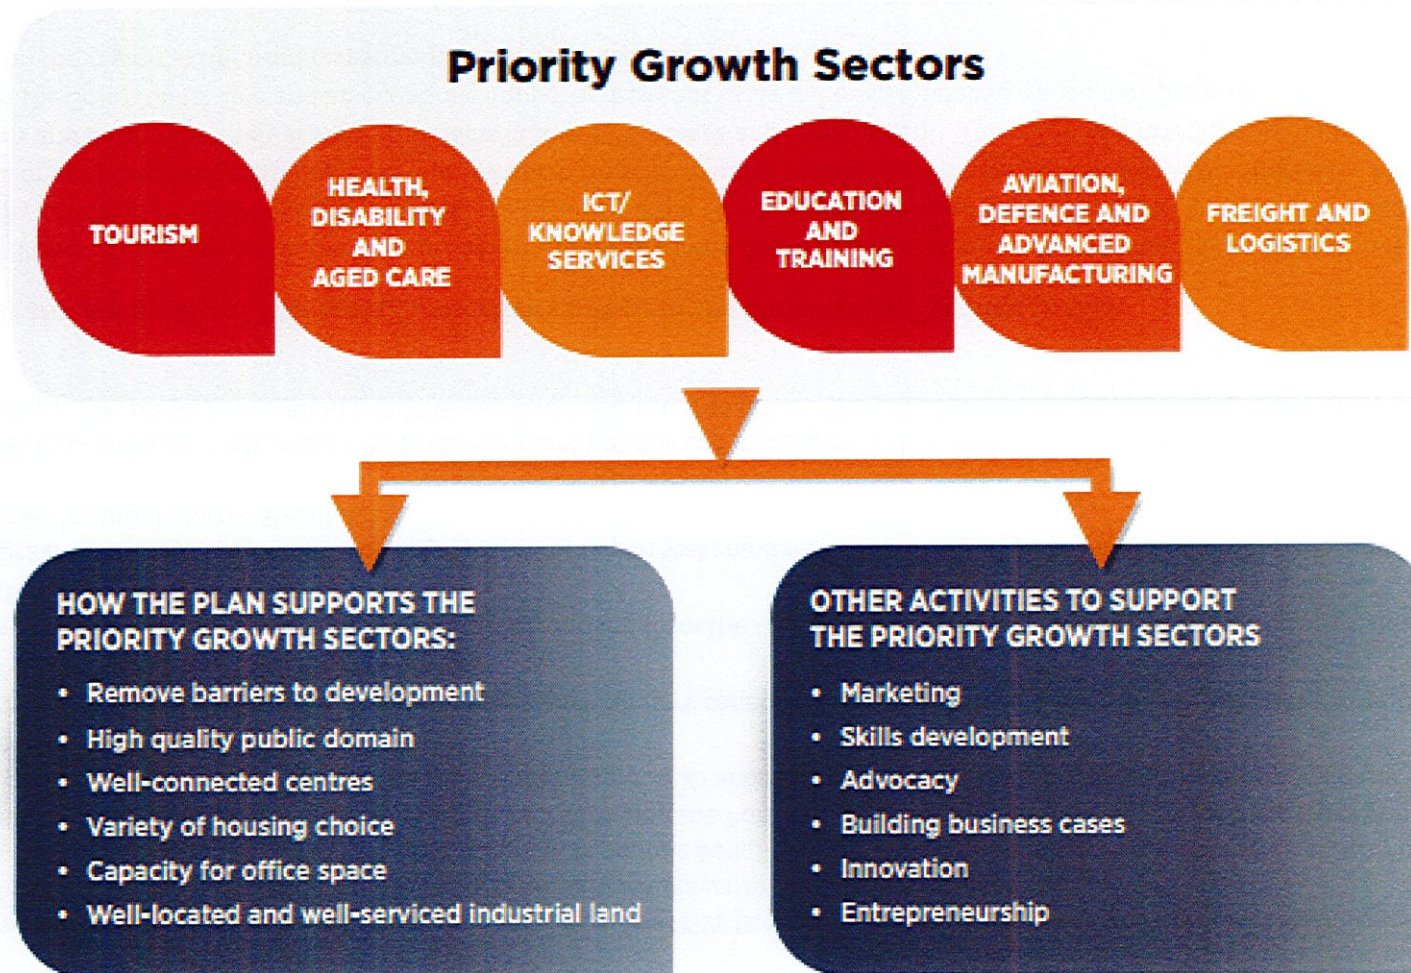 Priority Growth Sectors
TOURISM
HEALTH,
DISABILITY
AND
AGED CARE
ICT/
KNOWLEDGE
SERVICES
EDUCATION
AND
TRAINING
AVIATION,
DEFENCE AND
ADVANCED
MANUFACTURING
FREIGHT AND
LOGISTICS
HOW THE PLAN SUPPORTS THE
PRIORITY GROWTH SECTORS:
• Remove barriers to development
• High quality public domain
• Well-connected centres
• Variety of housing choice
• Capacity for office space
• Well-located and well-serviced industrial land
OTHER ACTIVITIES TO SUPPORT
THE PRIORITY GROWTH SECTORS
• Marketing
• Skills development
• Advocacy
• Building business cases
• Innovation
• Entrepreneurship